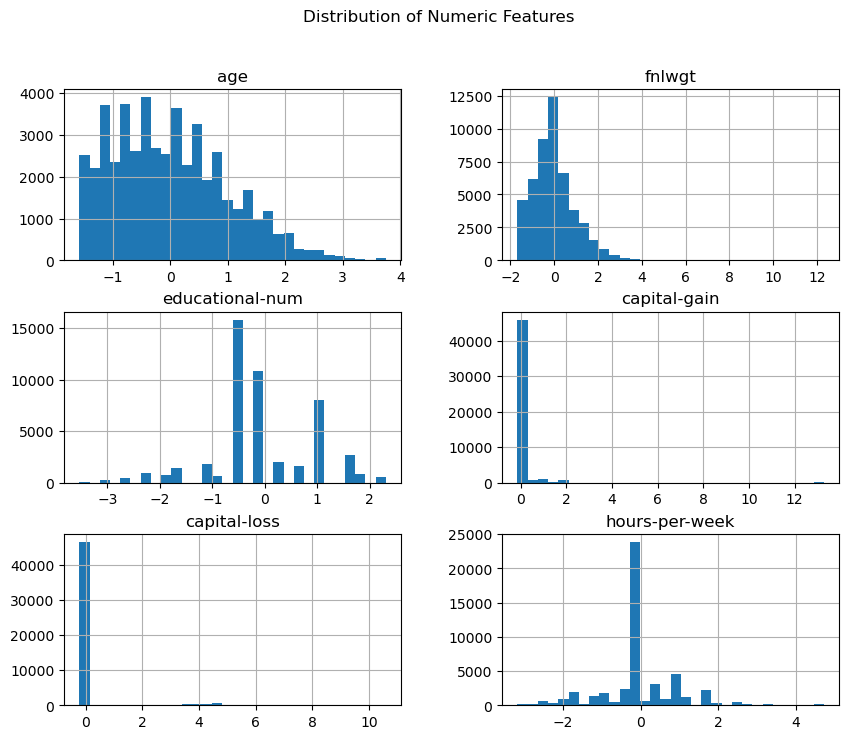 Distribution of Numeric Features
age
4000
3000
2000
1000
0
−1 0 1 2 3 4
fnlwgt
12500
10000
7500
5000
2500
0
−2 0 2 4 6 8 10 12
educational-num
15000
10000
5000
0
−3 −2 −1 0 1 2
capital-gain
40000
30000
20000
10000
0
0 2 4 6 8 10 12
capital-loss
40000
30000
20000
10000
0
0 2 4 6 8 10
hours-per-week
25000
20000
15000
10000
5000
0
−2 0 2 4